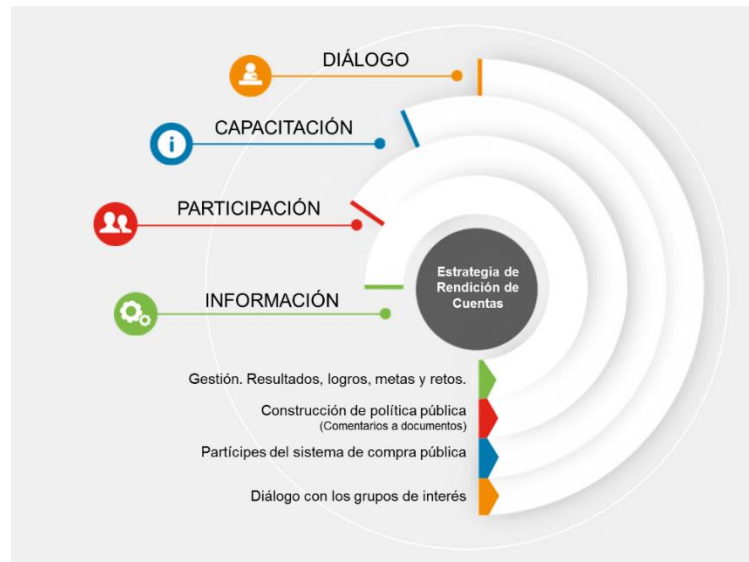 DIÁLOGO
CAPACITACIÓN
PARTICIPACIÓN
INFORMACIÓN
Estrategia de
Rendición de
Cuentas
Gestión. Resultados, logros, metas y retos.
Construcción de política pública
(Comentarios a documentos)
Partícipes del sistema de compra pública
Diálogo con los grupos de interés